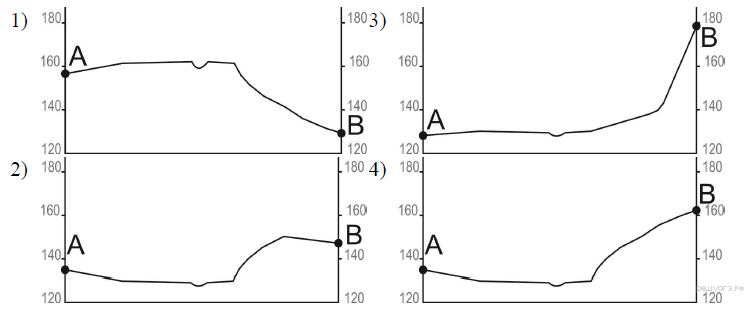 1) 180 180
160 A 160
140 140 B
120 120
3) 180 180
B
160 160
140 A 140
120 120
2) 180 180
160 160
140 A 140 B
120 120
4) 180 180
B
160 160
140 A 140
120 120